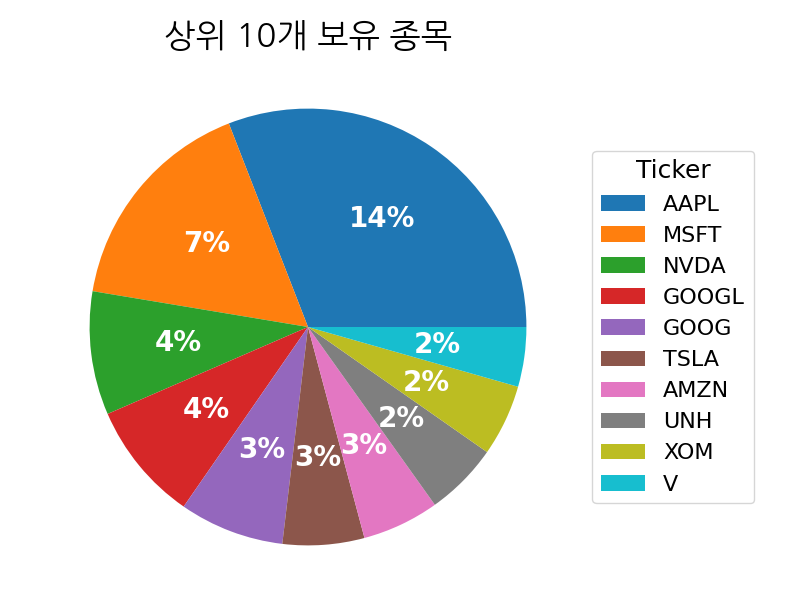 상위 10개 보유 종목
14%
7%
4%
4%
3%
3%
3%
2%
2%
2%
Ticker
AAPL
MSFT
NVDA
GOOGL
GOOG
TSLA
AMZN
UNH
XOM
V